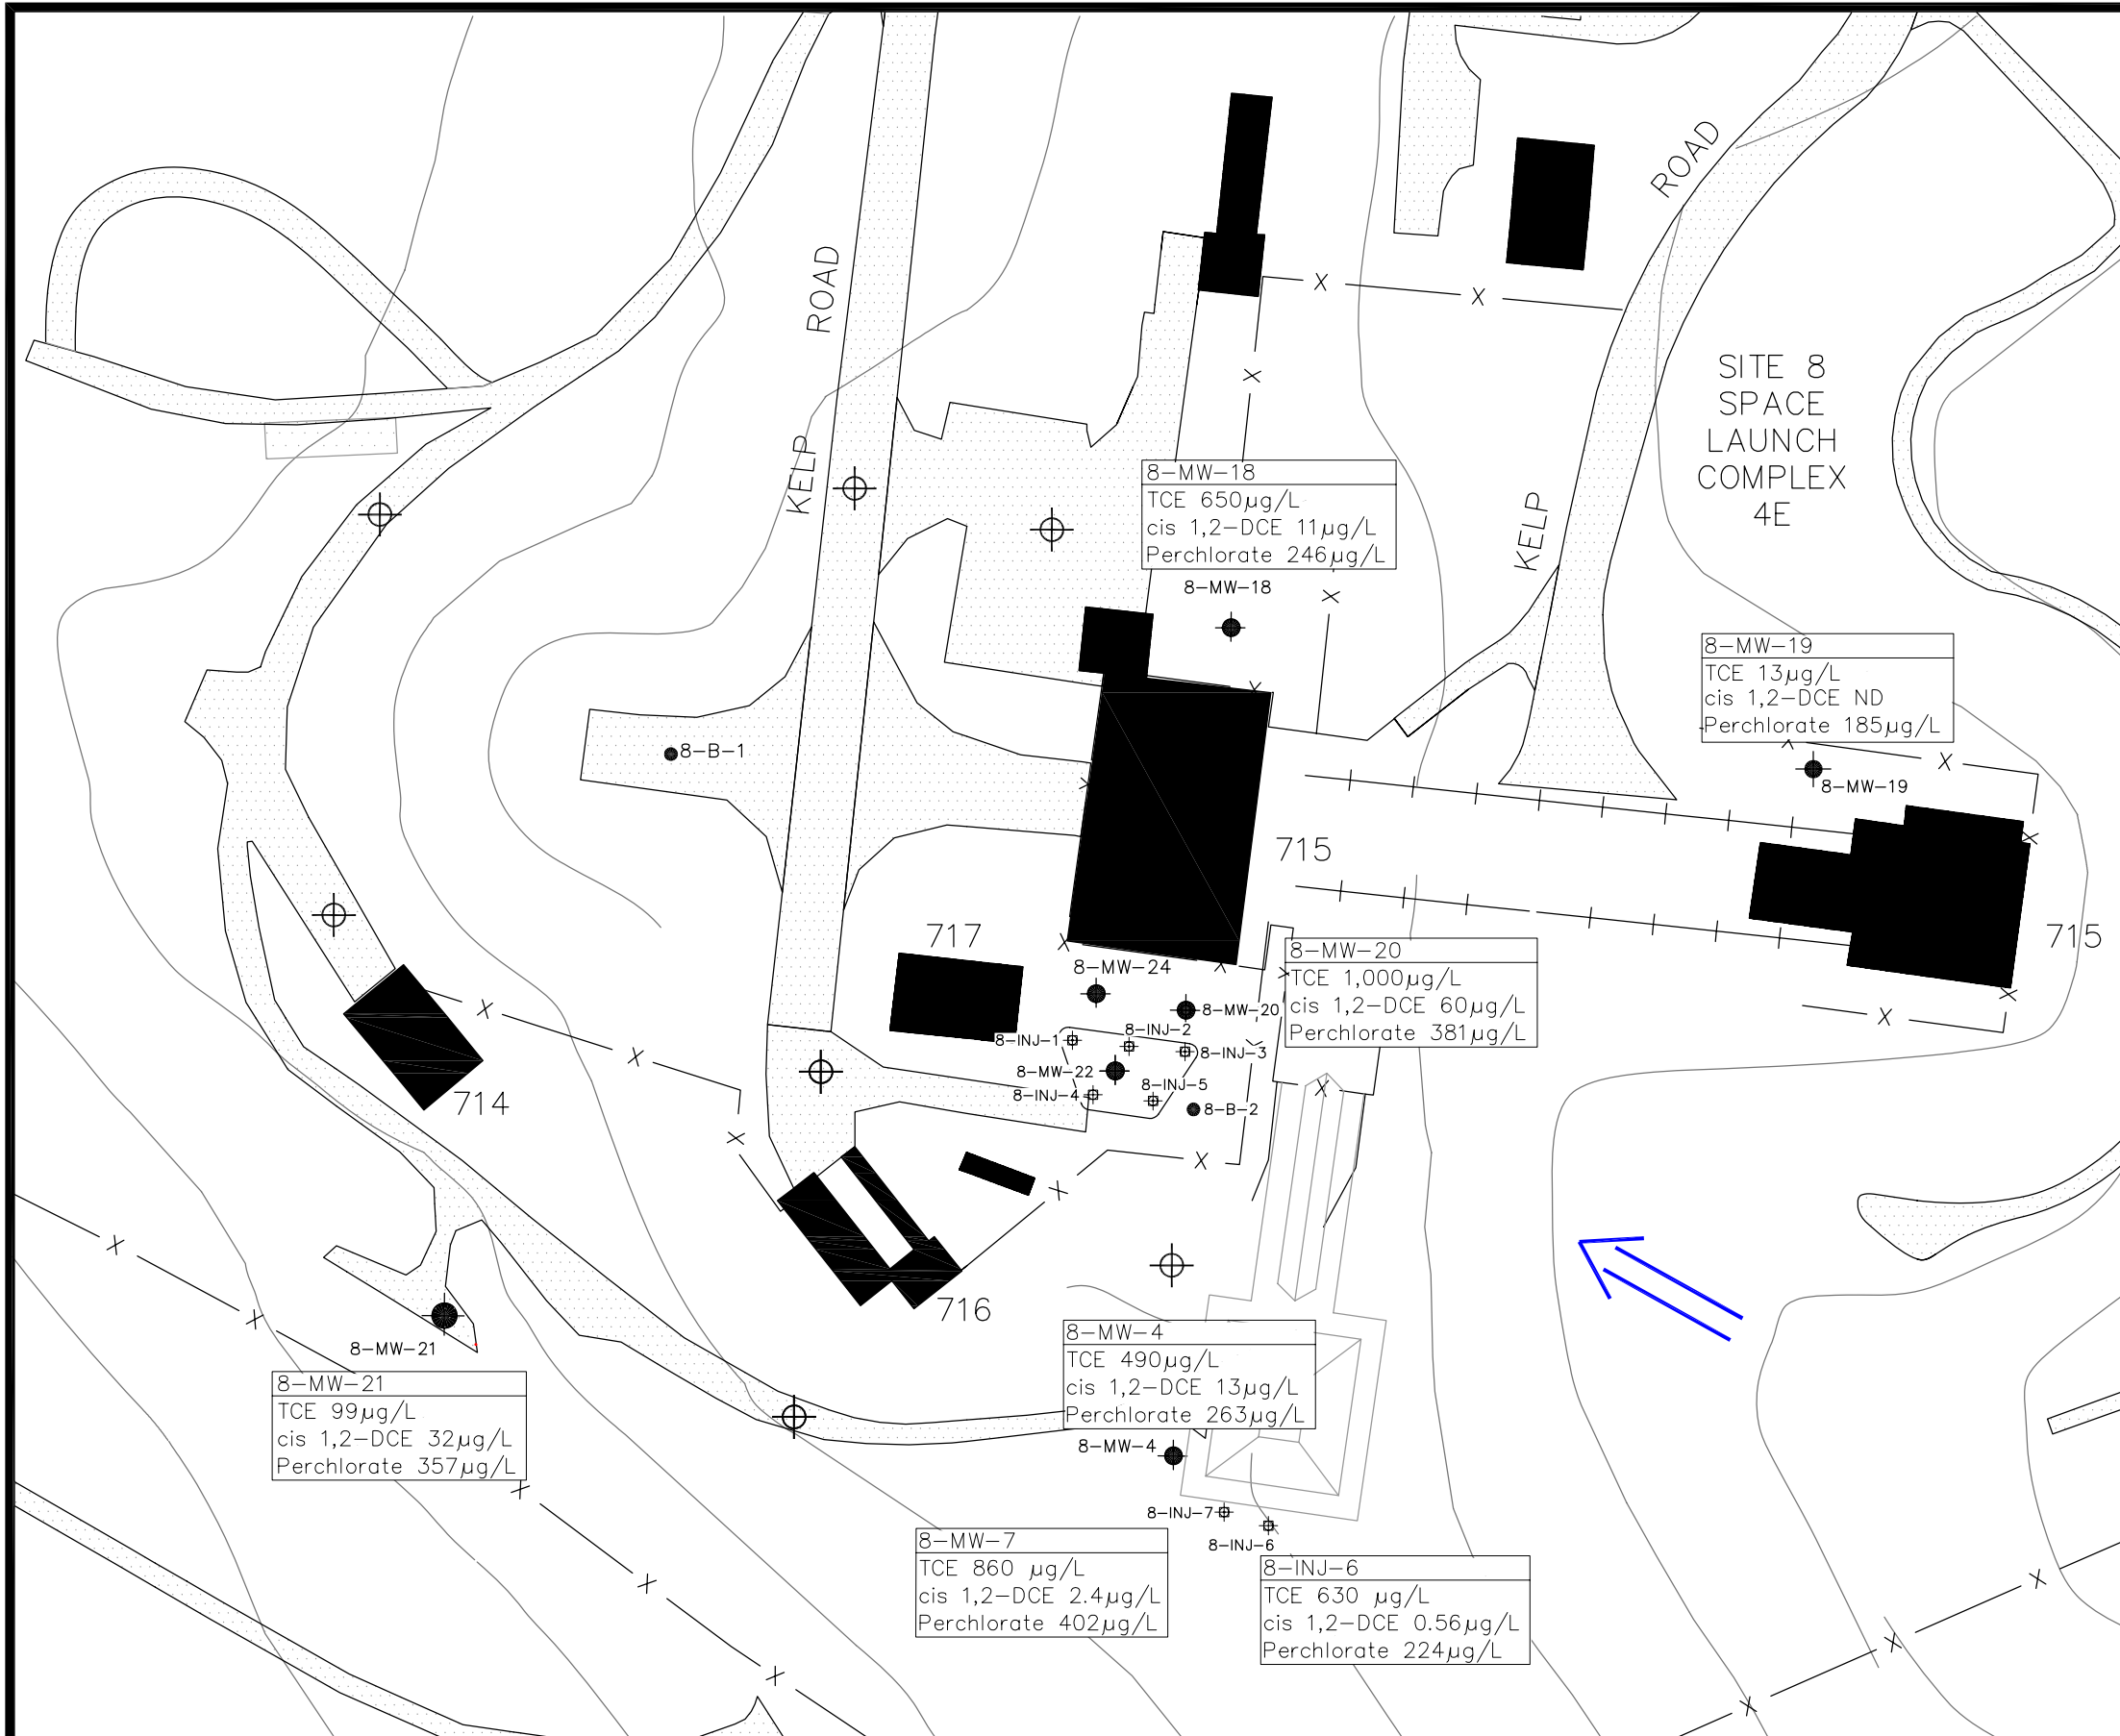 ROAD
KELP
ROAD
KELP
SITE 8
SPACE
LAUNCH
COMPLEX
4E
8-MW-18
TCE 650µg/L
cis 1,2-DCE 11µg/L
Perchlorate 246µg/L
8-MW-18
8-MW-19
TCE 13µg/L
cis 1,2-DCE ND
Perchlorate 185µg/L
8-MW-19
8-B-1
715
715
717
8-MW-24
8-MW-20
8-MW-20
TCE 1,000µg/L
cis 1,2-DCE 60µg/L
Perchlorate 381µg/L
8-INJ-1
8-INJ-2
8-INJ-3
8-MW-22
8-INJ-4
8-INJ-5
8-B-2
714
716
8-MW-21
8-MW-21
TCE 99µg/L
cis 1,2-DCE 32µg/L
Perchlorate 357µg/L
8-MW-4
TCE 490µg/L
cis 1,2-DCE 13µg/L
Perchlorate 263µg/L
8-MW-4
8-INJ-7
8-INJ-6
8-MW-7
TCE 860 µg/L
cis 1,2-DCE 2.4µg/L
Perchlorate 402µg/L
8-INJ-6
TCE 630 µg/L
cis 1,2-DCE 0.56µg/L
Perchlorate 224µg/L